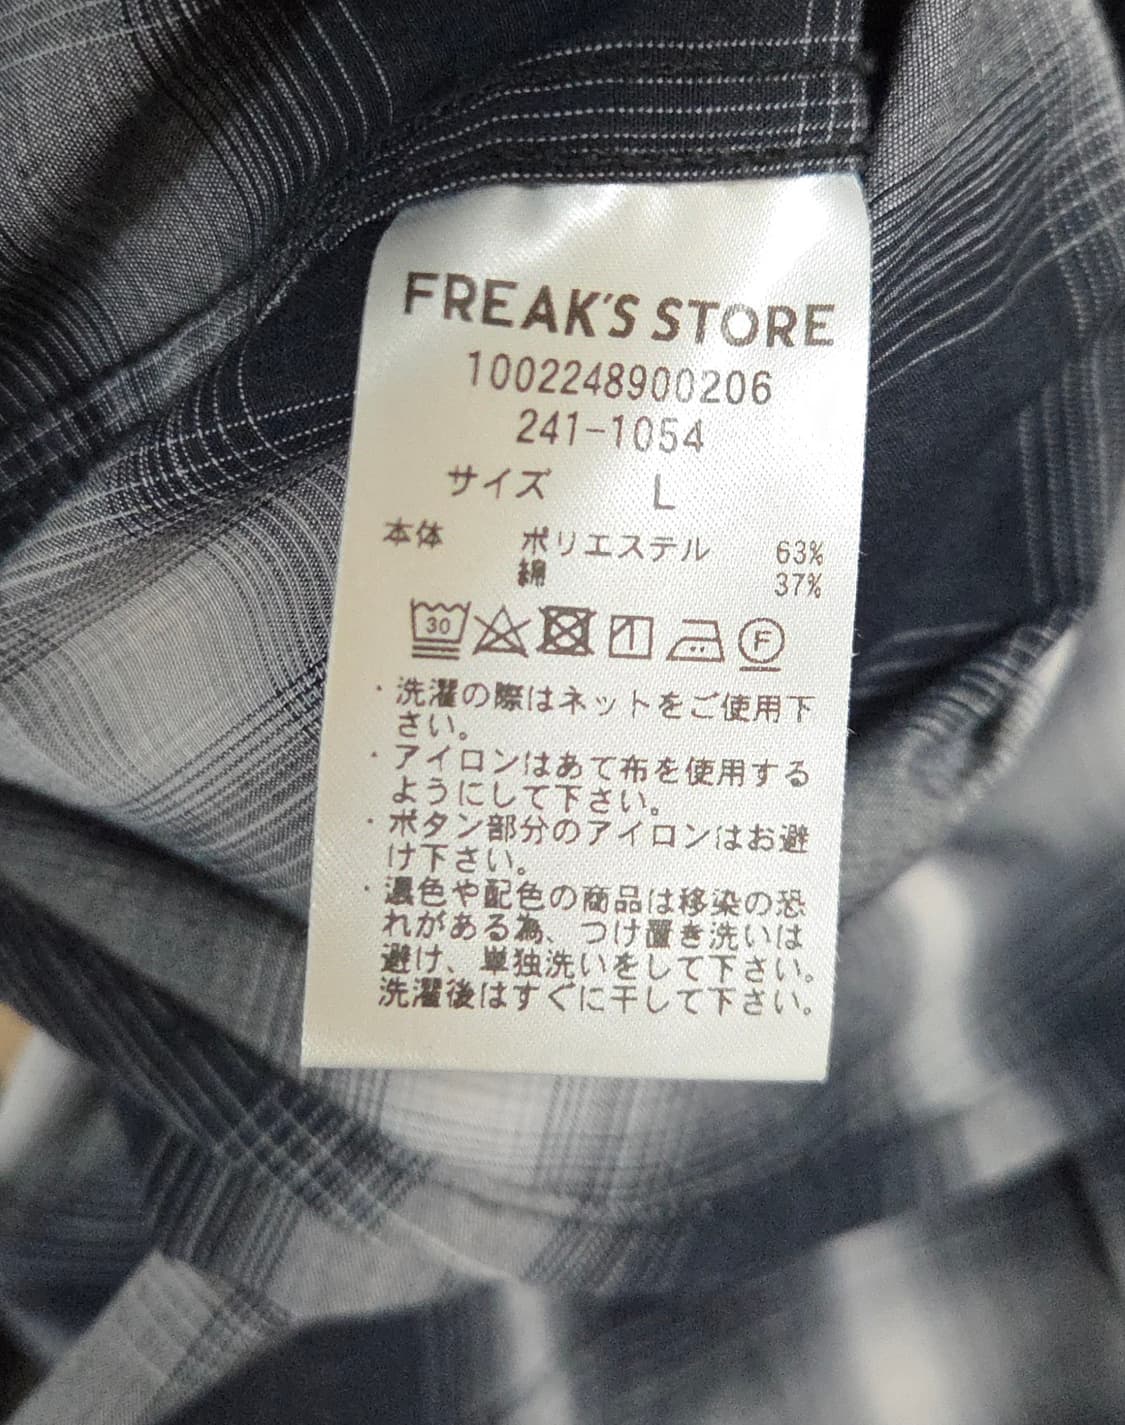 FREAK'S STORE
1002248900206
241-1054
サイズ L
本体 ポリエステル 63%
綿 37%
30 F
・洗濯の際はネットをご使用下
さい。
・アイロンはあて布を使用する
ようにして下さい。
・ボタン部分のアイロンはお避
け下さい。
・濃色や配色の商品は移染の恐
れがある為、つけ置き洗いは
避け、単独洗いをして下さい。
洗濯後はすぐに干して下さい。